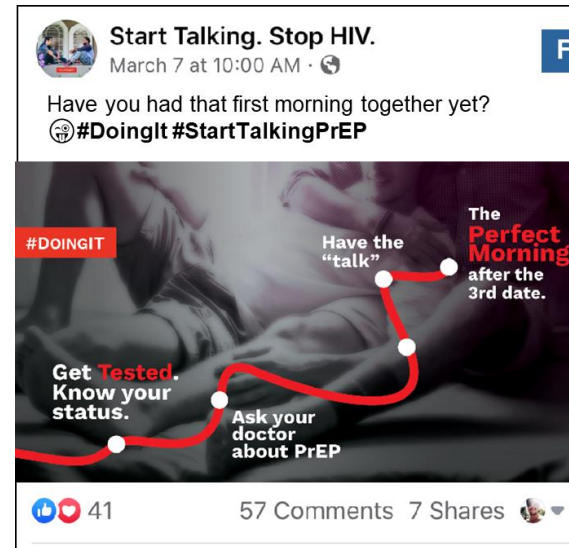 Start Talking. Stop HIV.
March 7 at 10:00 AM ·
F
Have you had that first morning together yet?
#DoingIt #StartTalkingPrEP
#DOINGIT
The
Perfect
Morning
after the
3rd date.
Have the
“talk”
Get Tested.
Know your
status.
Ask your
doctor
about PrEP
41
57 Comments 7 Shares